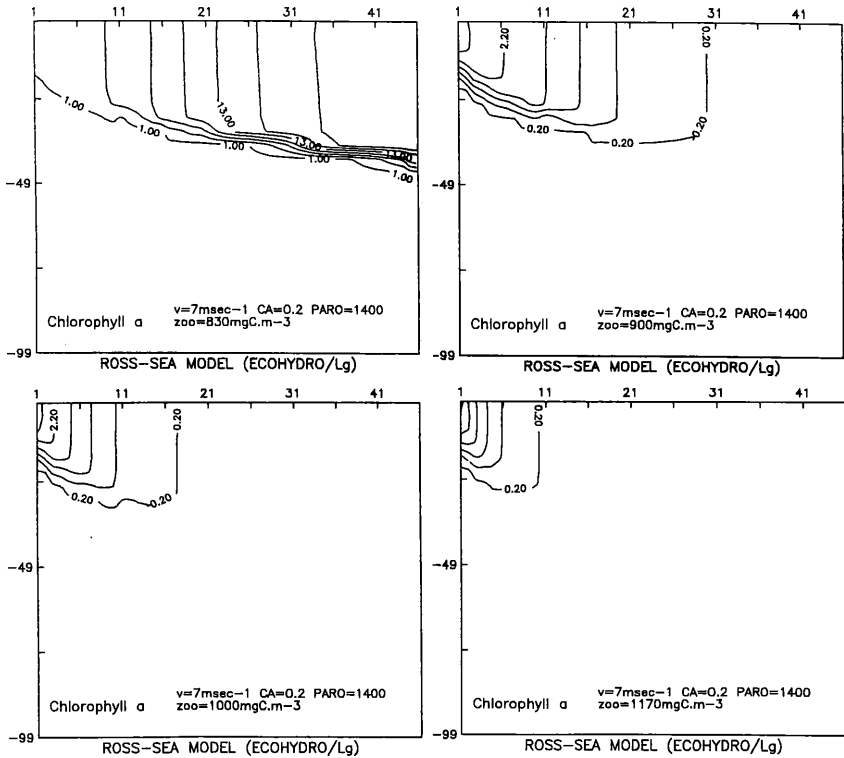 1 11 21 31 41
1.00 1.00 13.00 1.00 13.00 1.00 13.00 1.00
-49
Chlorophyll a
v=7msec-1 CA=0.2 PARO=1400
zoo=830mgC.m-3
-99
ROSS-SEA MODEL (ECOHYDRO/Lg)
1 11 21 31 41
2.20 0.20
0.20 0.20 -0.20
-49
Chlorophyll a
v=7msec-1 CA=0.2 PARO=1400
zoo=900mgC.m-3
-99
ROSS-SEA MODEL (ECOHYDRO/Lg)
1 11 21 31 41
2.20 0.20
0.20 -0.20
-49
Chlorophyll a
v=7msec-1 CA=0.2 PARO=1400
zoo=1000mgC.m-3
-99
ROSS-SEA MODEL (ECOHYDRO/Lg)
1 11 21 31 41
0.20
0.20
-49
Chlorophyll a
v=7msec-1 CA=0.2 PARO=1400
zoo=1170mgC.m-3
-99
ROSS-SEA MODEL (ECOHYDRO/Lg)